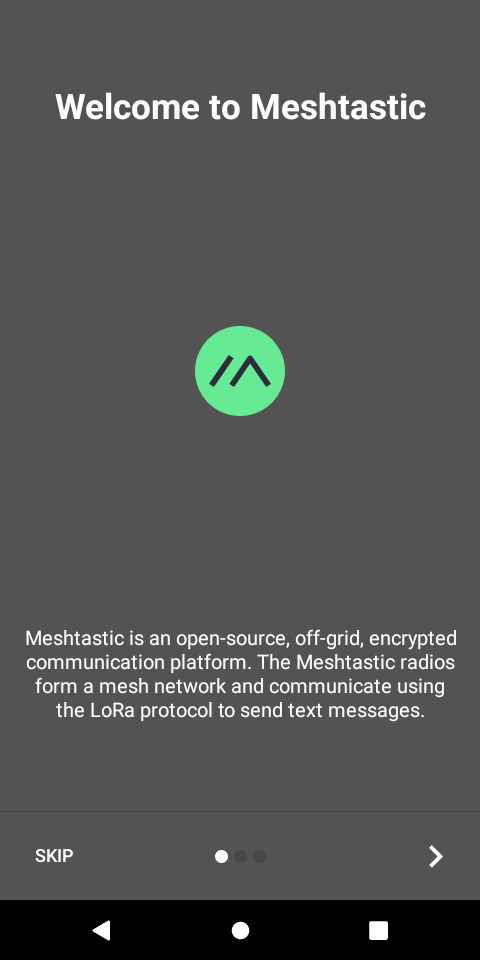 Welcome to Meshtastic
Meshtastic is an open-source, off-grid, encrypted
communication platform. The Meshtastic radios
form a mesh network and communicate using
the LoRa protocol to send text messages.
SKIP